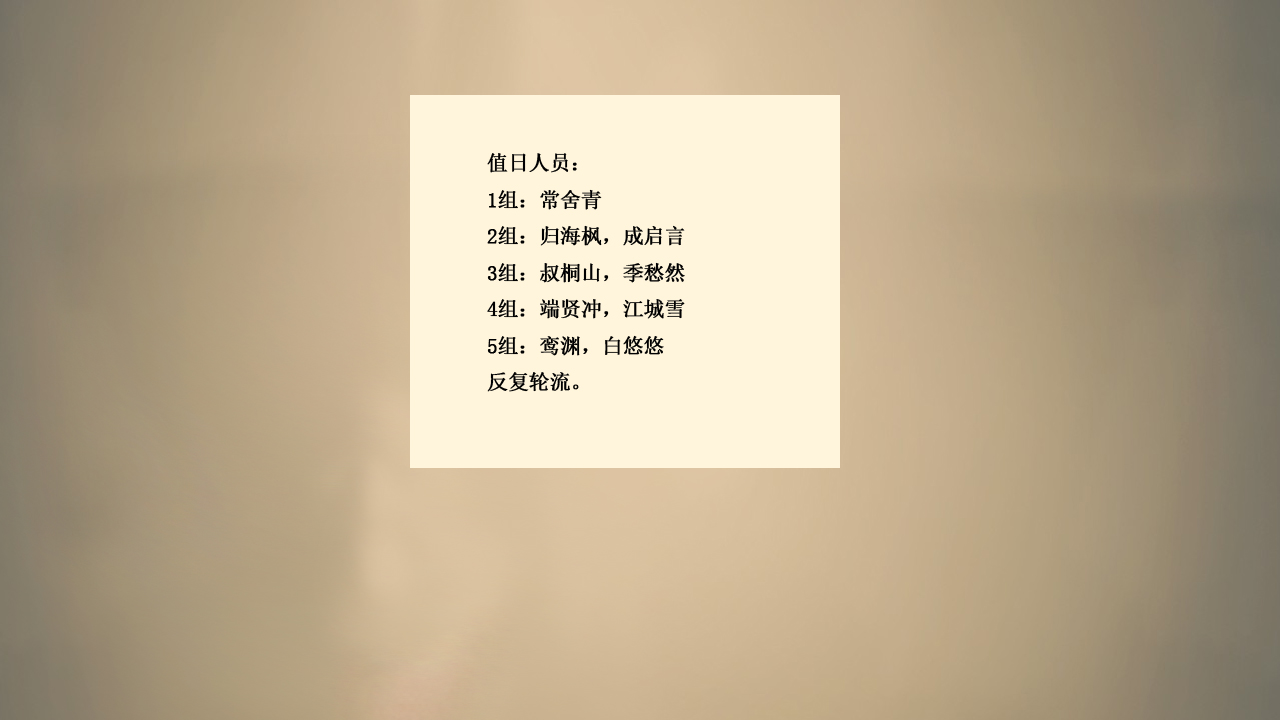 值日人员：
1组：常舍青
2组：归海枫，成启言
3组：叔桐山，季愁然
4组：端贤冲，江城雪
5组：鸾渊，白悠悠
反复轮流。